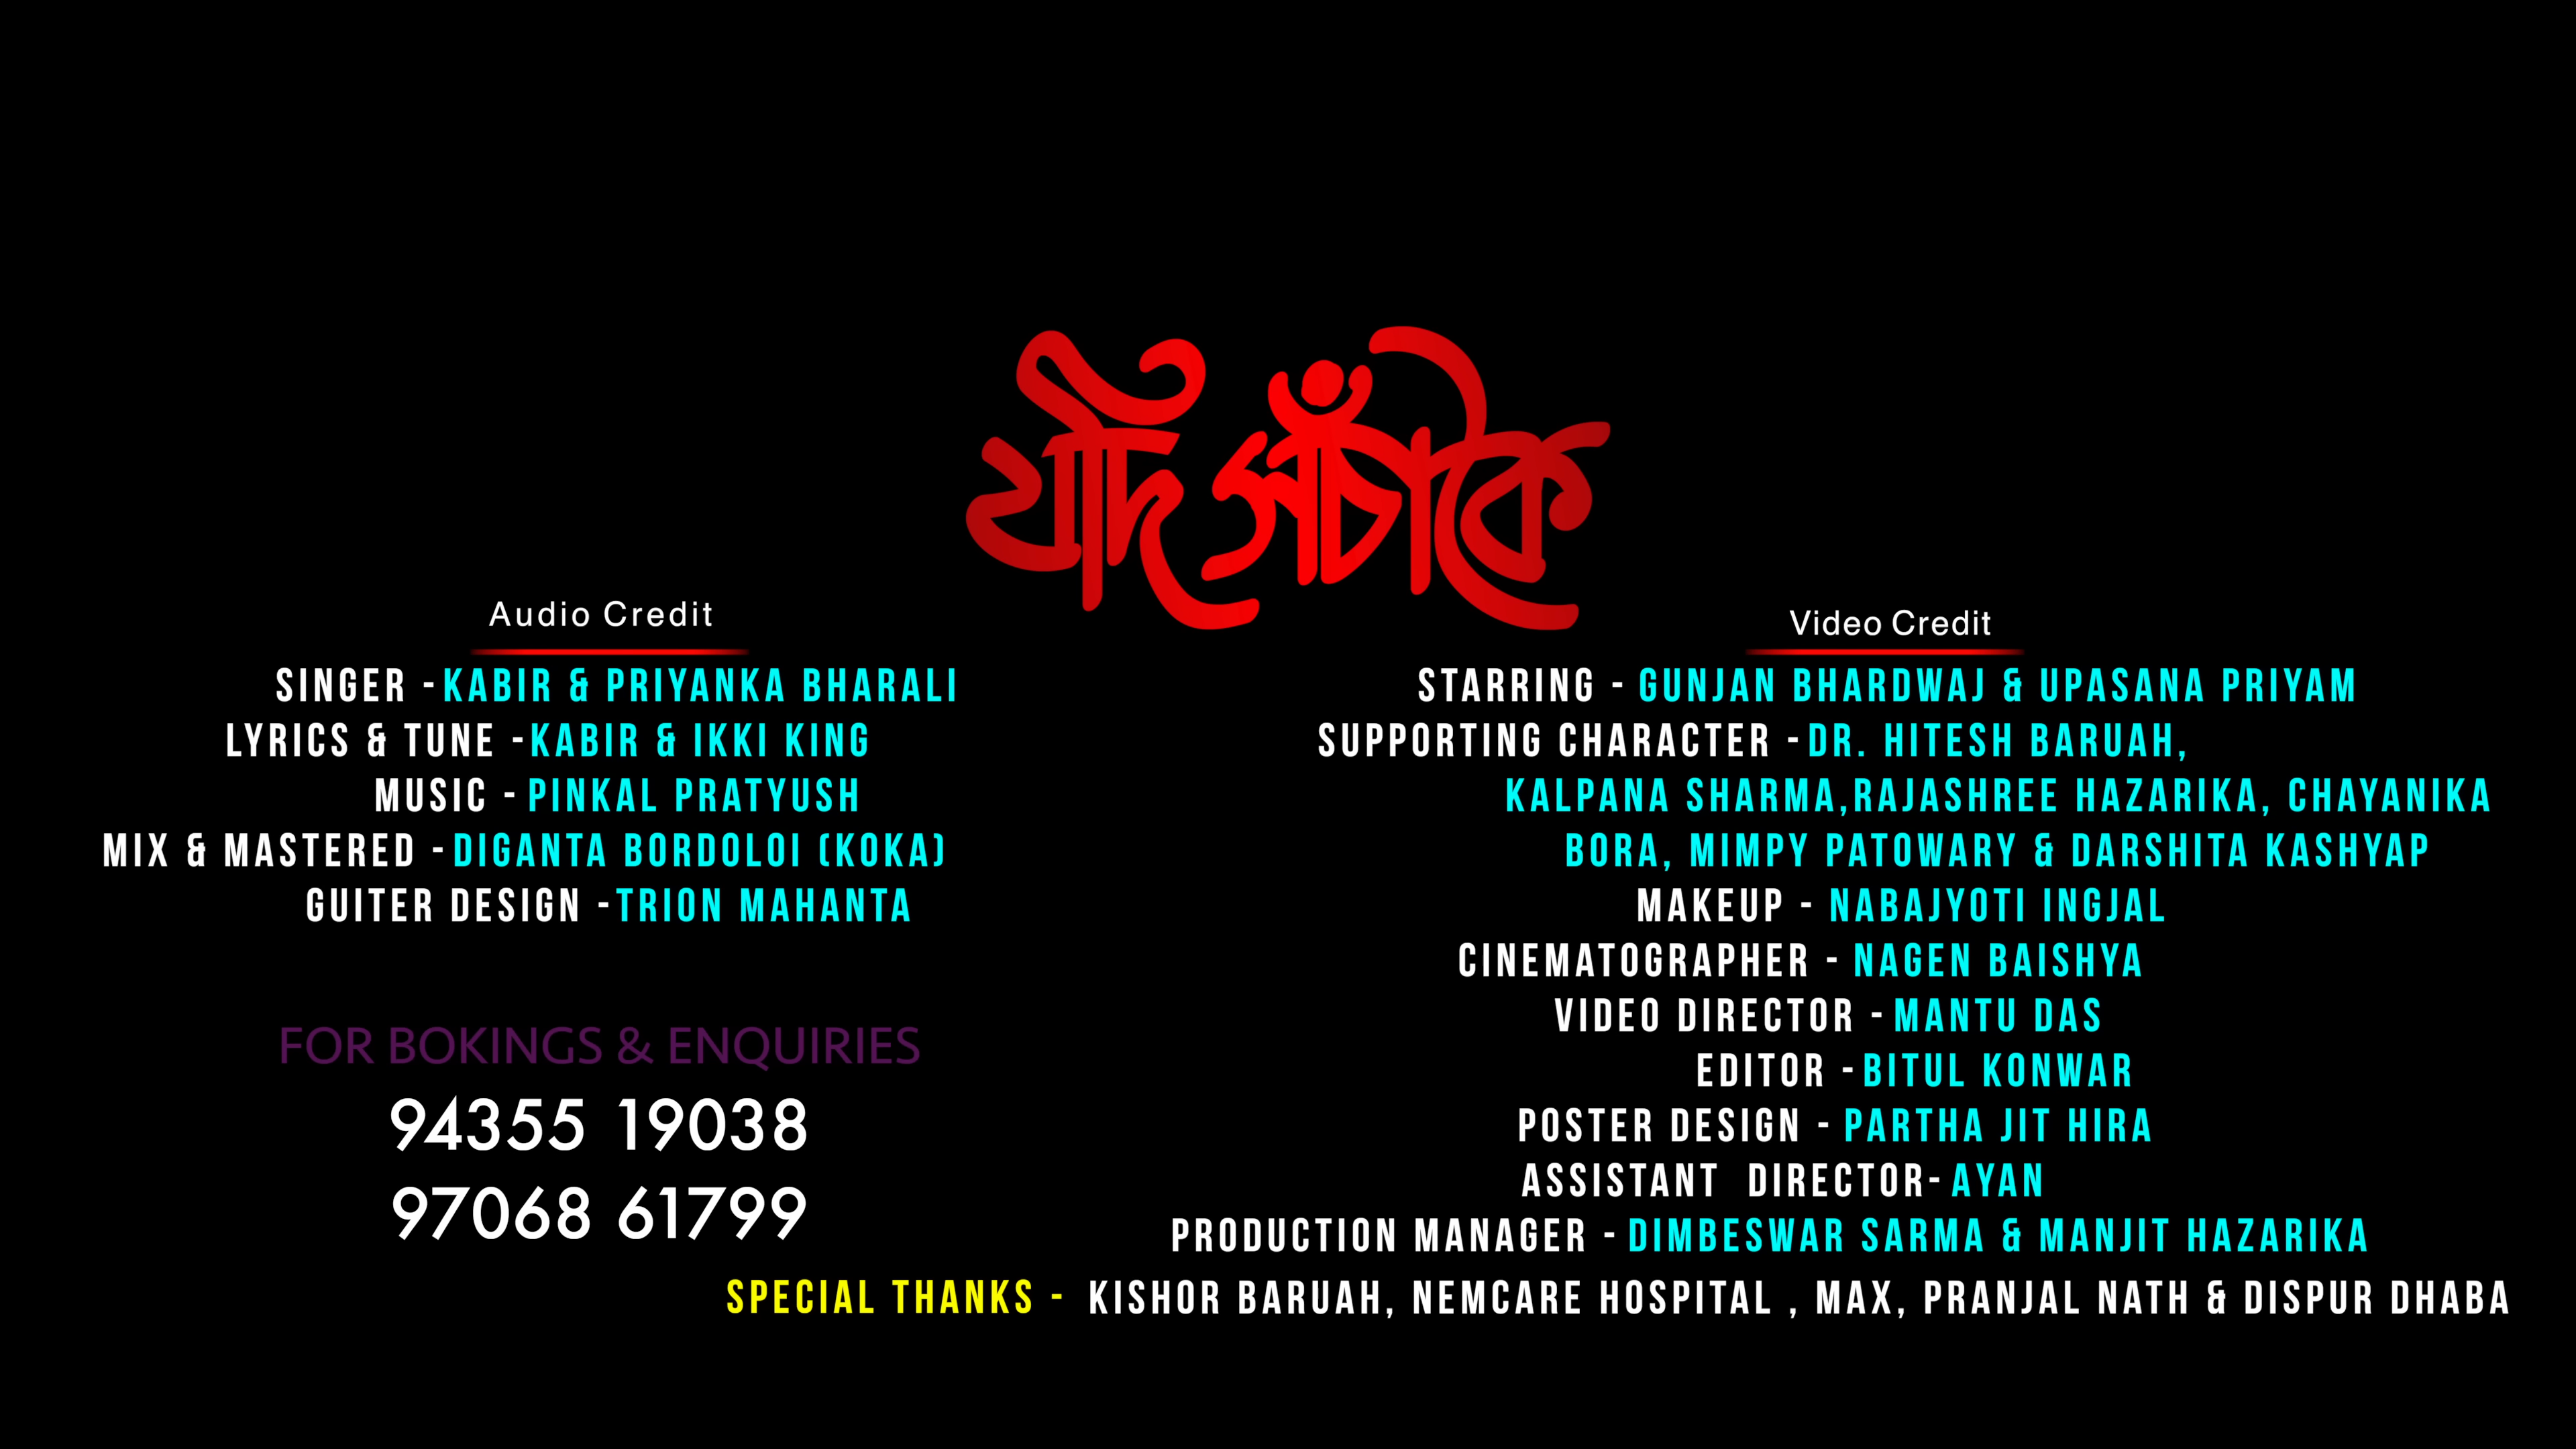 যদি সঁচাকৈ
Audio Credit
SINGER - KABIR & PRIYANKA BHARALI
LYRICS & TUNE - KABIR & IKKI KING
MUSIC - PINKAL PRATYUSH
MIX & MASTERED - DIGANTA BORDOLOI (KOKA)
GUITER DESIGN - TRION MAHANTA
FOR BOKINGS & ENQUIRIES
94355 19038
97068 61799
Video Credit
STARRING - GUNJAN BHARDWAJ & UPASANA PRIYAM
SUPPORTING CHARACTER - DR. HITESH BARUAH,
KALPANA SHARMA,RAJASHREE HAZARIKA, CHAYANIKA
BORA, MIMPY PATOWARY & DARSHITA KASHYAP
MAKEUP - NABAJYOTI INGJAL
CINEMATOGRAPHER - NAGEN BAISHYA
VIDEO DIRECTOR - MANTU DAS
EDITOR - BITUL KONWAR
POSTER DESIGN - PARTHA JIT HIRA
ASSISTANT DIRECTOR- AYAN
PRODUCTION MANAGER - DIMBESWAR SARMA & MANJIT HAZARIKA
SPECIAL THANKS - KISHOR BARUAH, NEMCARE HOSPITAL , MAX, PRANJAL NATH & DISPUR DHABA